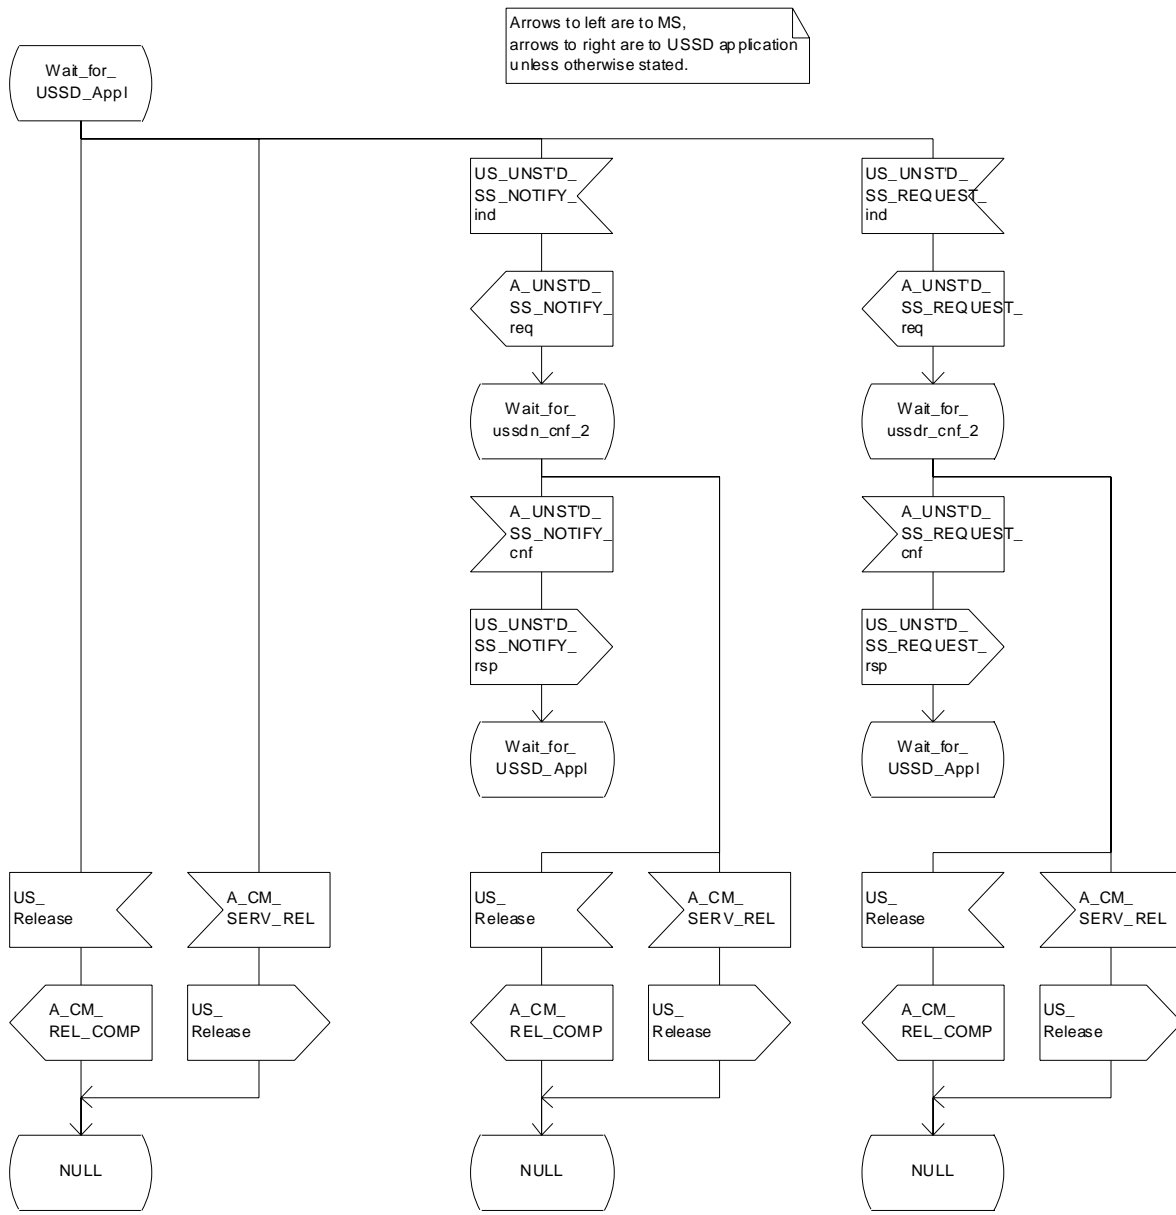 Arrows to left are to MS,
arrows to right are to USSD application
unless otherwise stated.
Wait_for_
USSD_Appl
US_UNST'D_
SS_NOTIFY_
ind
US_UNST'D_
SS_REQUEST_
ind
A_UNST'D_
SS_NOTIFY_
req
A_UNST'D_
SS_REQUEST_
req
Wait_for_
ussdn_cnf_2
Wait_for_
ussdr_cnf_2
A_UNST'D_
SS_NOTIFY_
cnf
A_UNST'D_
SS_REQUEST_
cnf
US_UNST'D_
SS_NOTIFY_
rsp
US_UNST'D_
SS_REQUEST_
rsp
Wait_for_
USSD_Appl
Wait_for_
USSD_Appl
US_
Release
A_CM_
SERV_REL
US_
Release
A_CM_
SERV_REL
US_
Release
A_CM_
SERV_REL
A_CM_
REL_COMP
US_
Release
A_CM_
REL_COMP
US_
Release
A_CM_
REL_COMP
US_
Release
NULL
NULL
NULL